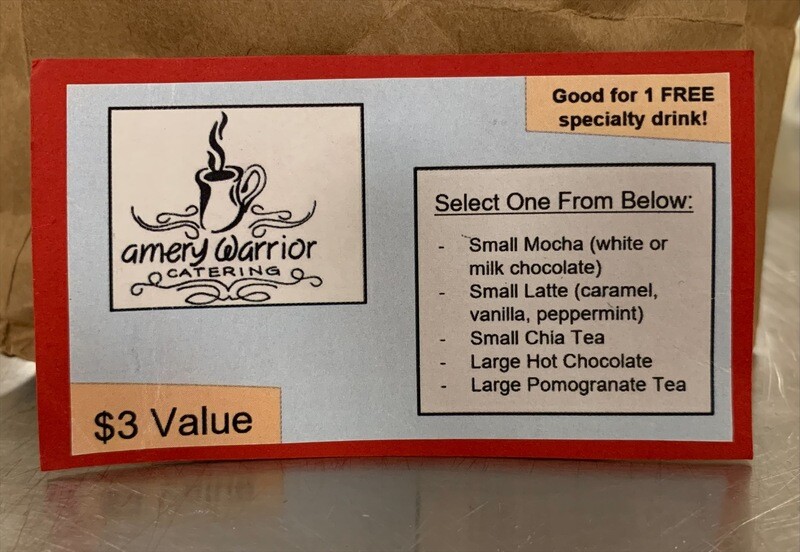 Good for 1 FREE
specialty drink!
amery Warrior
CATERING
Select One From Below:
- Small Mocha (white or
milk chocolate)
- Small Latte (caramel,
vanilla, peppermint)
- Small Chia Tea
- Large Hot Chocolate
- Large Pomogranate Tea
$3 Value